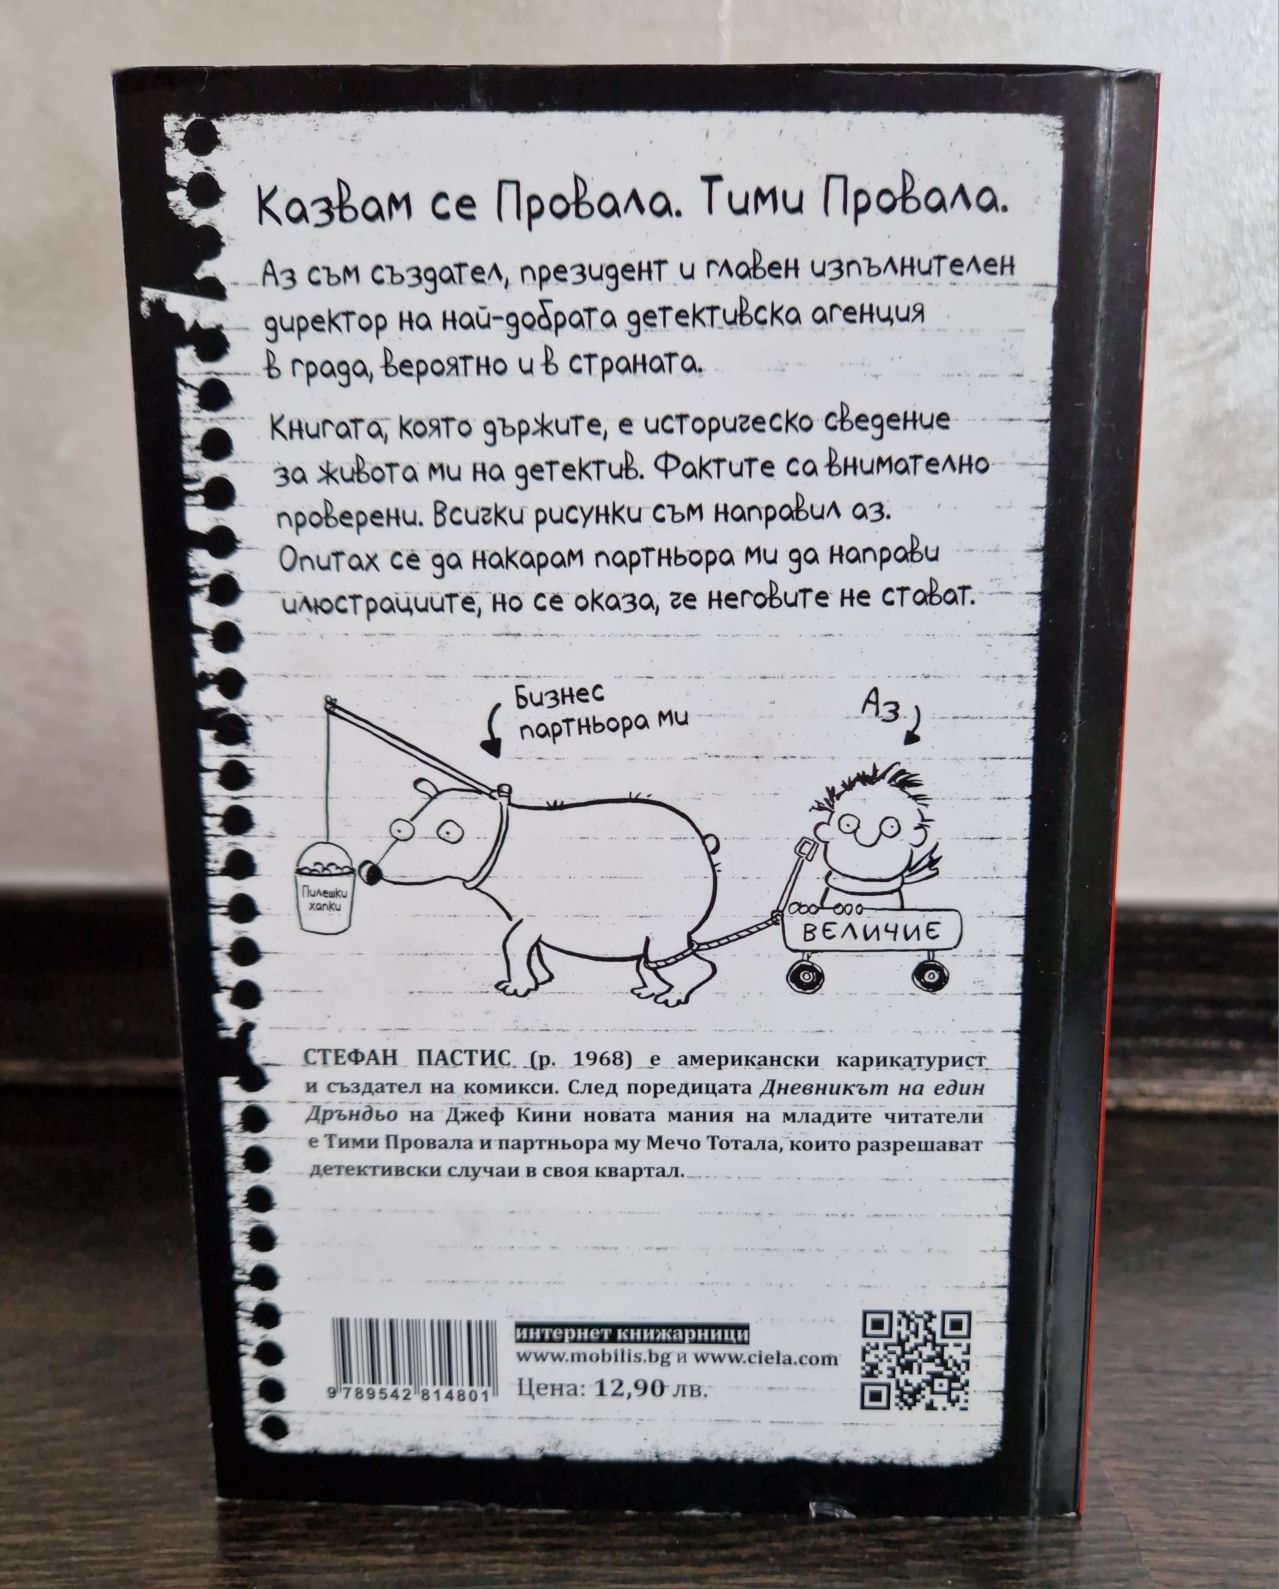 Казвам се Провала. Тими Провала.
Аз съм създател, президент и главен изпълнителен
директор на най-добрата детективска агенция
в града, вероятно и в страната.
Книгата, която държите, е историческо сведение
за живота ми на детектив. Фактите са внимателно
проверени. Всички рисунки съм направил аз.
Опитах се да накарам партньора ми да направи
илюстрациите, но се оказа, че неговите не стават.
Бизнес
партньора ми
Аз
Пилешки
хапки
ВЕЛИЧИЕ
СТЕФАН ПАСТИС (р. 1968) е американски карикатурист
и създател на комикси. След поредицата Дневникът на един
Дръндьо на Джеф Кини новата мания на младите читатели
е Тими Провала и партньора му Мечо Тотала, които разрешават
детективски случаи в своя квартал.
интернет книжарници
www.mobilis.bg и www.ciela.com
Цена: 12,90 лв.
9 789542 814801